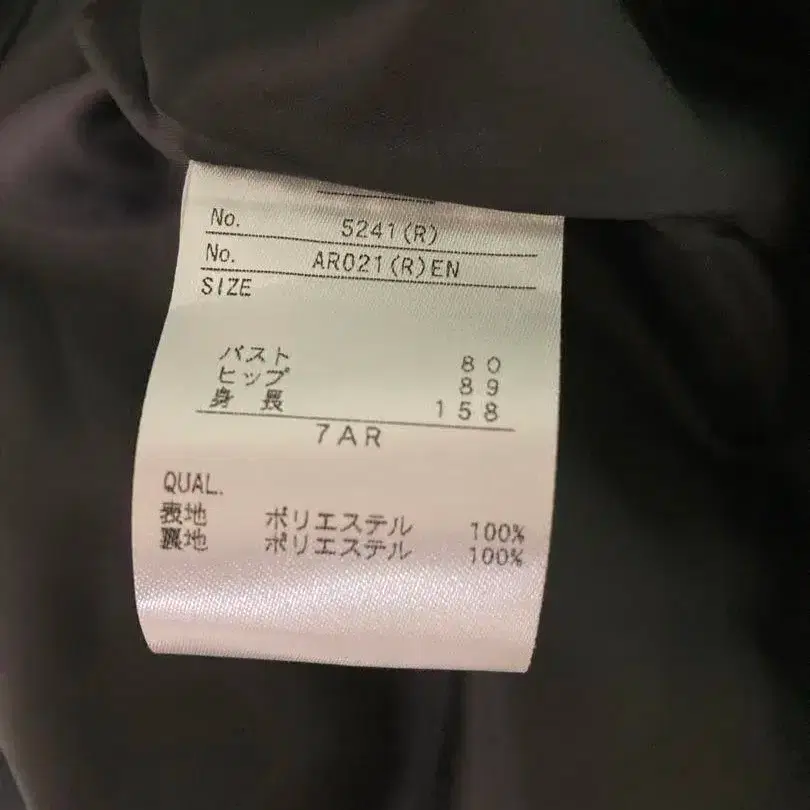 No. 5241(R)
No. AR021(R)EN
SIZE
バスト 80
ヒップ 89
身長 158
7AR
QUAL.
表地 ポリエステル 100%
裏地 ポリエステル 100%